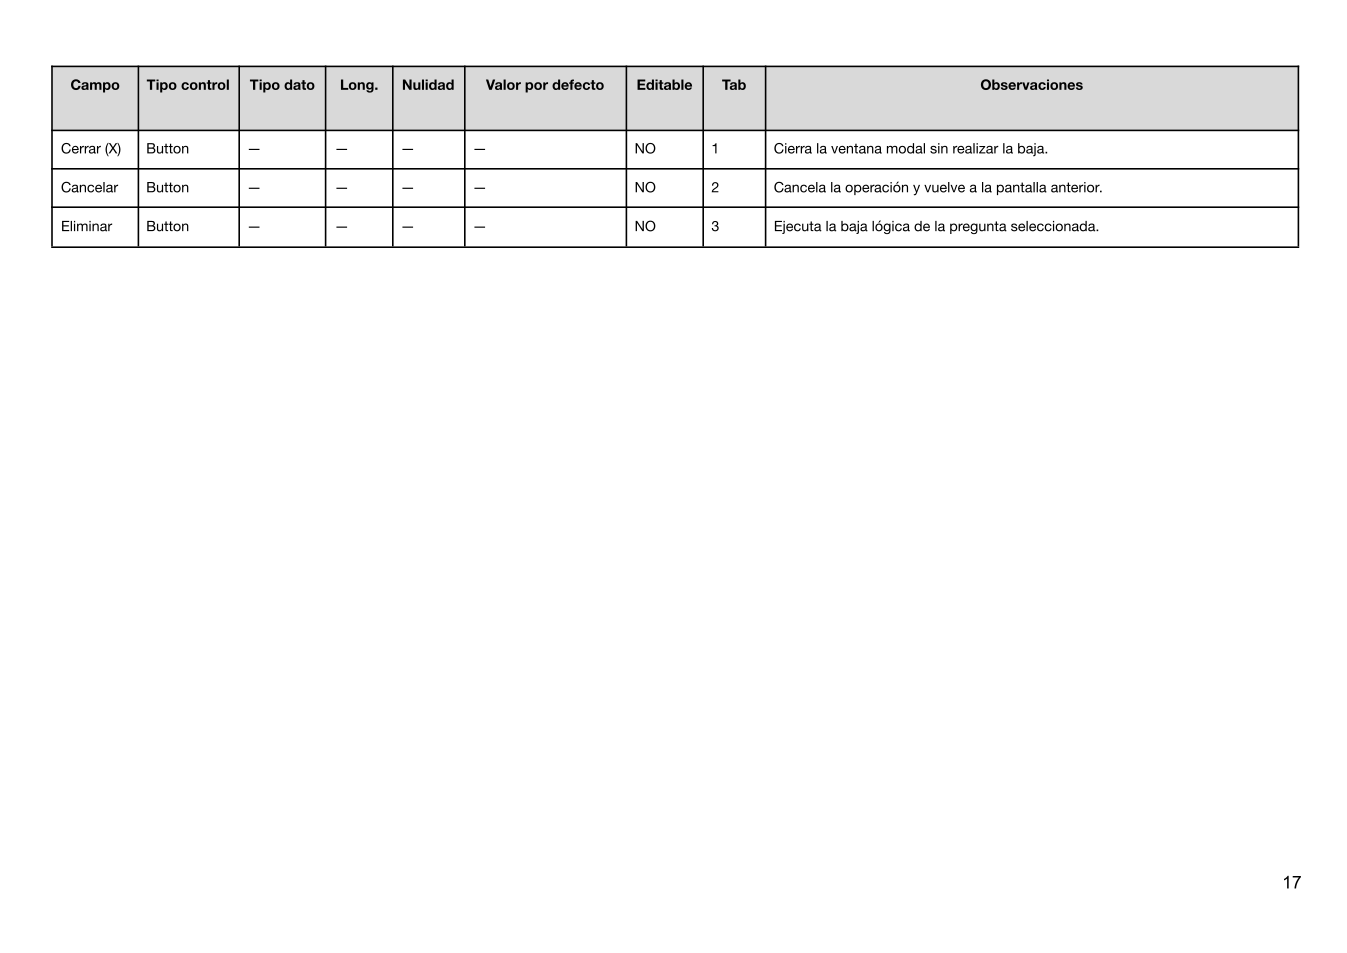 Campo Tipo control Tipo dato Long. Nulidad Valor por defecto Editable Tab Observaciones
Cerrar (X) Button — — — — NO 1 Cierra la ventana modal sin realizar la baja.
Cancelar Button — — — — NO 2 Cancela la operación y vuelve a la pantalla anterior.
Eliminar Button — — — — NO 3 Ejecuta la baja lógica de la pregunta seleccionada.
17